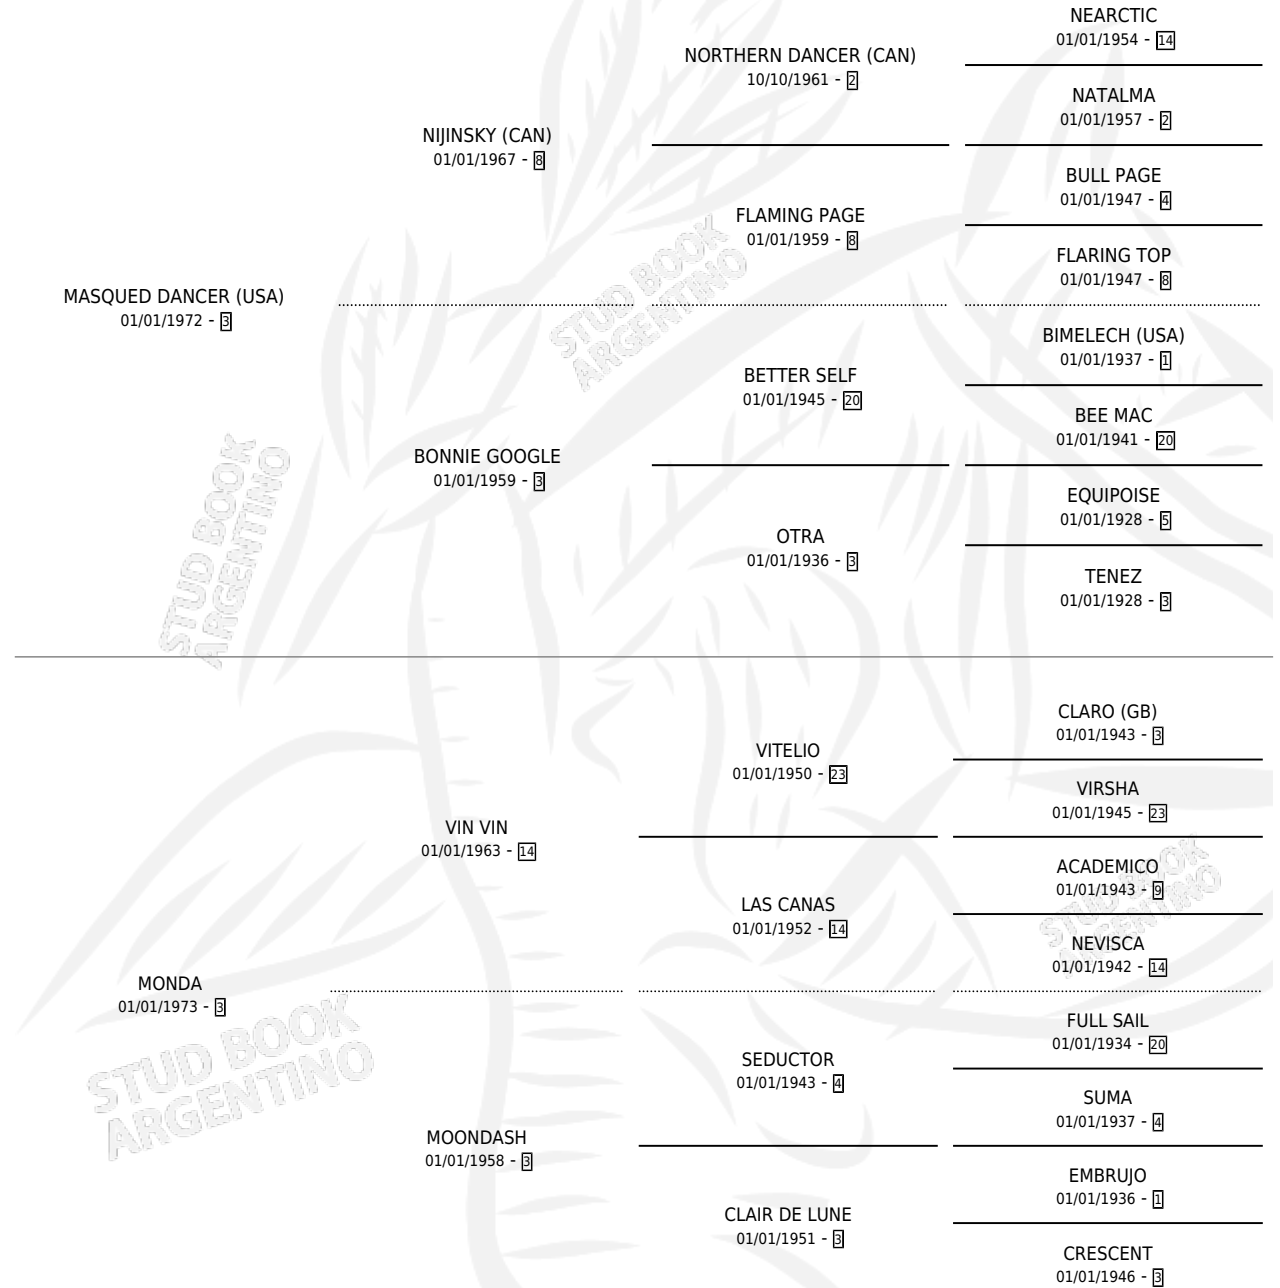 NEARCTIC
01/01/1954 - 14
NORTHERN DANCER (CAN)
10/10/1961 - 2
NATALMA
01/01/1957 - 2
NIJINSKY (CAN)
01/01/1967 - 8
BULL PAGE
01/01/1947 - 4
FLAMING PAGE
01/01/1959 - 8
FLARING TOP
01/01/1947 - 8
MASQUED DANCER (USA)
01/01/1972 - 3
BIMELECH (USA)
01/01/1937 - 1
BETTER SELF
01/01/1945 - 20
BEE MAC
01/01/1941 - 20
BONNIE GOOGLE
01/01/1959 - 3
EQUIPOISE
01/01/1928 - 5
OTRA
01/01/1936 - 3
TENEZ
01/01/1928 - 3
CLARO (GB)
01/01/1943 - 3
VITELIO
01/01/1950 - 23
VIRSHA
01/01/1945 - 23
VIN VIN
01/01/1963 - 14
ACADEMICO
01/01/1943 - 9
LAS CANAS
01/01/1952 - 14
NEVISCA
01/01/1942 - 14
MONDA
01/01/1973 - 3
FULL SAIL
01/01/1934 - 20
SEDUCTOR
01/01/1943 - 4
SUMA
01/01/1937 - 4
MOONDASH
01/01/1958 - 3
EMBRUJO
01/01/1936 - 1
CLAIR DE LUNE
01/01/1951 - 3
CRESCENT
01/01/1946 - 3
STUD BOOK
ARGENTINO
STUD BOOK
ARGENTINO
STUD BOOK
ARGENTINO
STUD BOOK
ARGENTINO